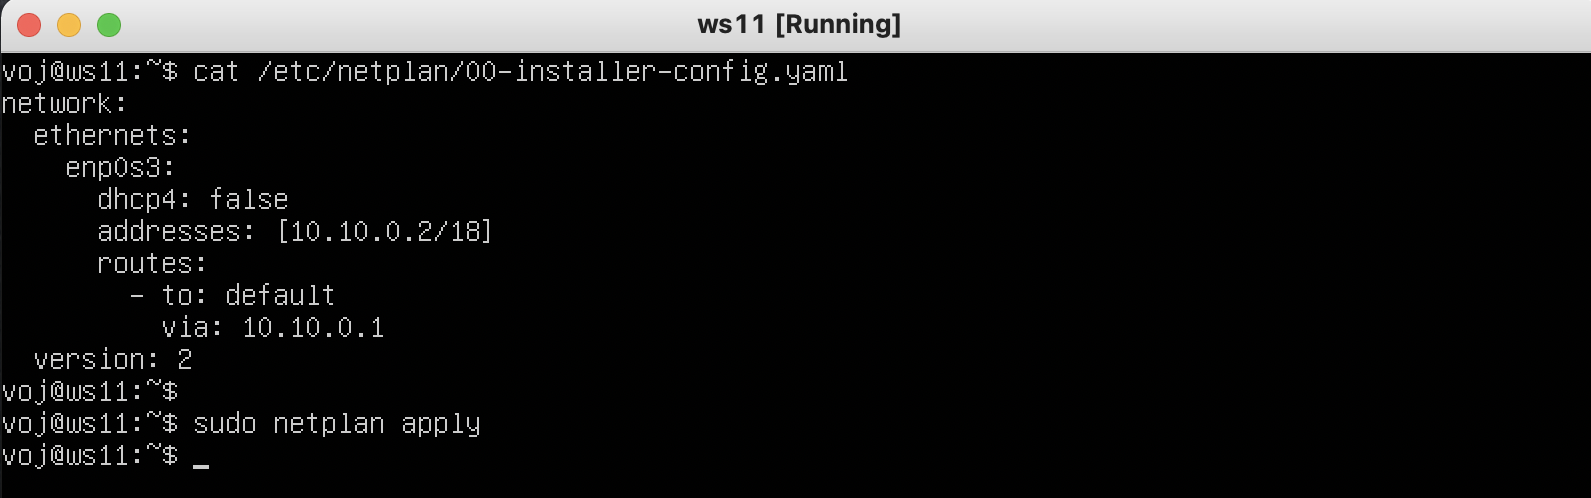 ws11 [Running]
voj@ws11:~$ cat /etc/netplan/00-installer-config.yaml
network:
  ethernets:
    enp0s3:
      dhcp4: false
      addresses: [10.10.0.2/18]
      routes:
        - to: default
          via: 10.10.0.1
  version: 2
voj@ws11:~$
voj@ws11:~$ sudo netplan apply
voj@ws11:~$ _